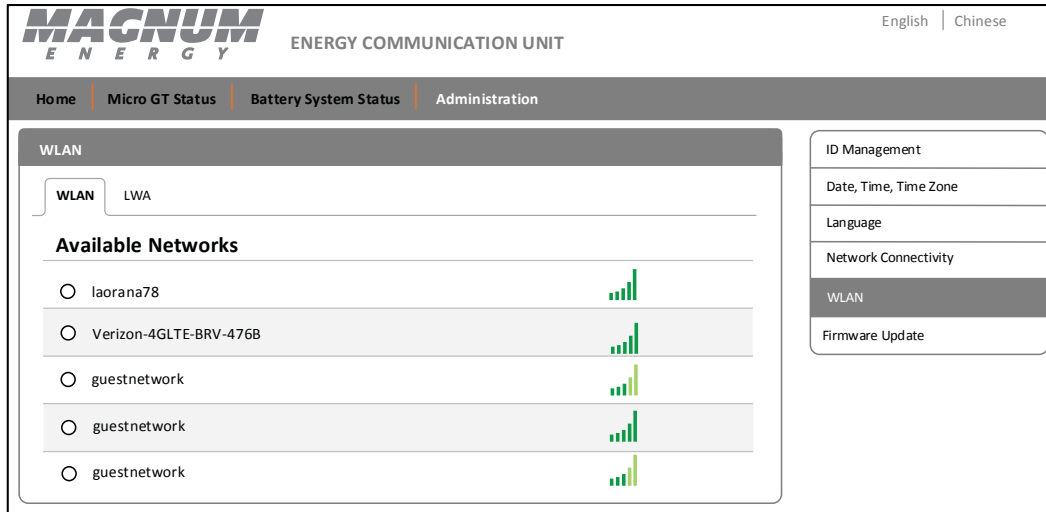 MAGNUM
ENERGY
ENERGY COMMUNICATION UNIT
English | Chinese
Home | Micro GT Status | Battery System Status | Administration
WLAN
WLAN LWA
Available Networks
laorana78
Verizon-4GLTE-BRV-476B
guestnetwork
guestnetwork
guestnetwork
ID Management
Date, Time, Time Zone
Language
Network Connectivity
WLAN
Firmware Update